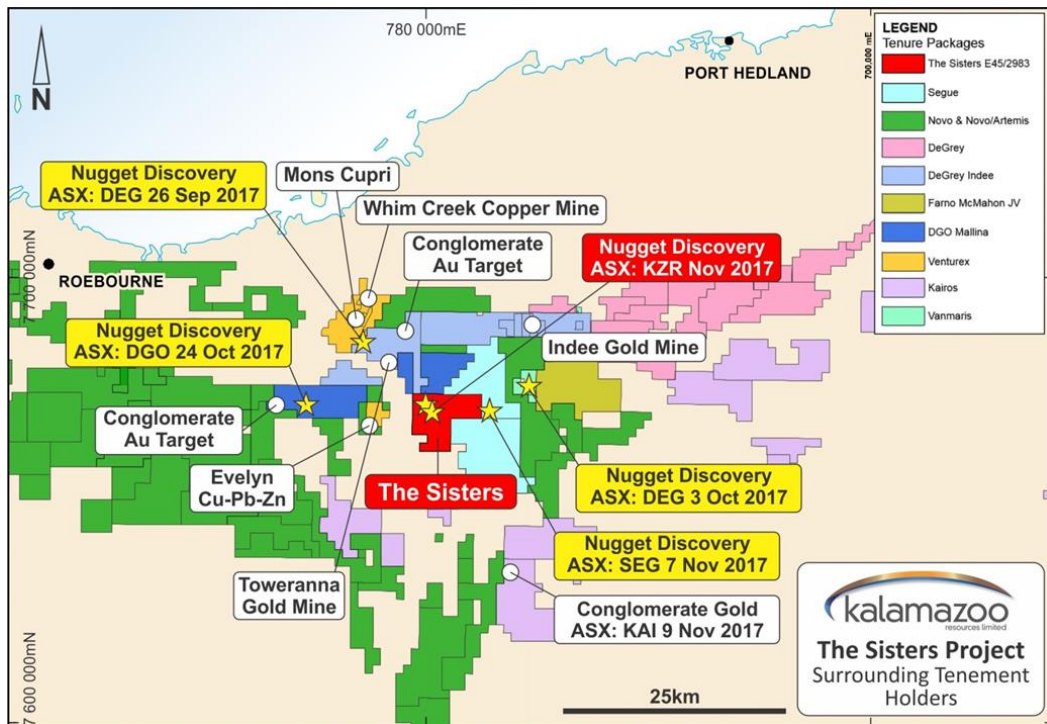 780 000mE
N
PORT HEDLAND
700 000 mE
LEGEND
Tenure Packages
The Sisters E45/2983
Segue
Novo & Novo/Artemis
DeGrey
DeGrey Indee
Farno McMahon JV
DGO Mallina
Venturex
Kairos
Vanmaris
Nugget Discovery
ASX: DEG 26 Sep 2017
Mons Cupri
Whim Creek Copper Mine
Conglomerate
Au Target
Nugget Discovery
ASX: KZR Nov 2017
ROEBOURNE
7 700 000mN
Nugget Discovery
ASX: DGO 24 Oct 2017
Indee Gold Mine
Conglomerate
Au Target
Evelyn
Cu-Pb-Zn
The Sisters
Nugget Discovery
ASX: DEG 3 Oct 2017
Nugget Discovery
ASX: SEG 7 Nov 2017
Toweranna
Gold Mine
Conglomerate Gold
ASX: KAI 9 Nov 2017
7 600 000mN
25km
kalamazoo
resources limited
The Sisters Project
Surrounding Tenement
Holders